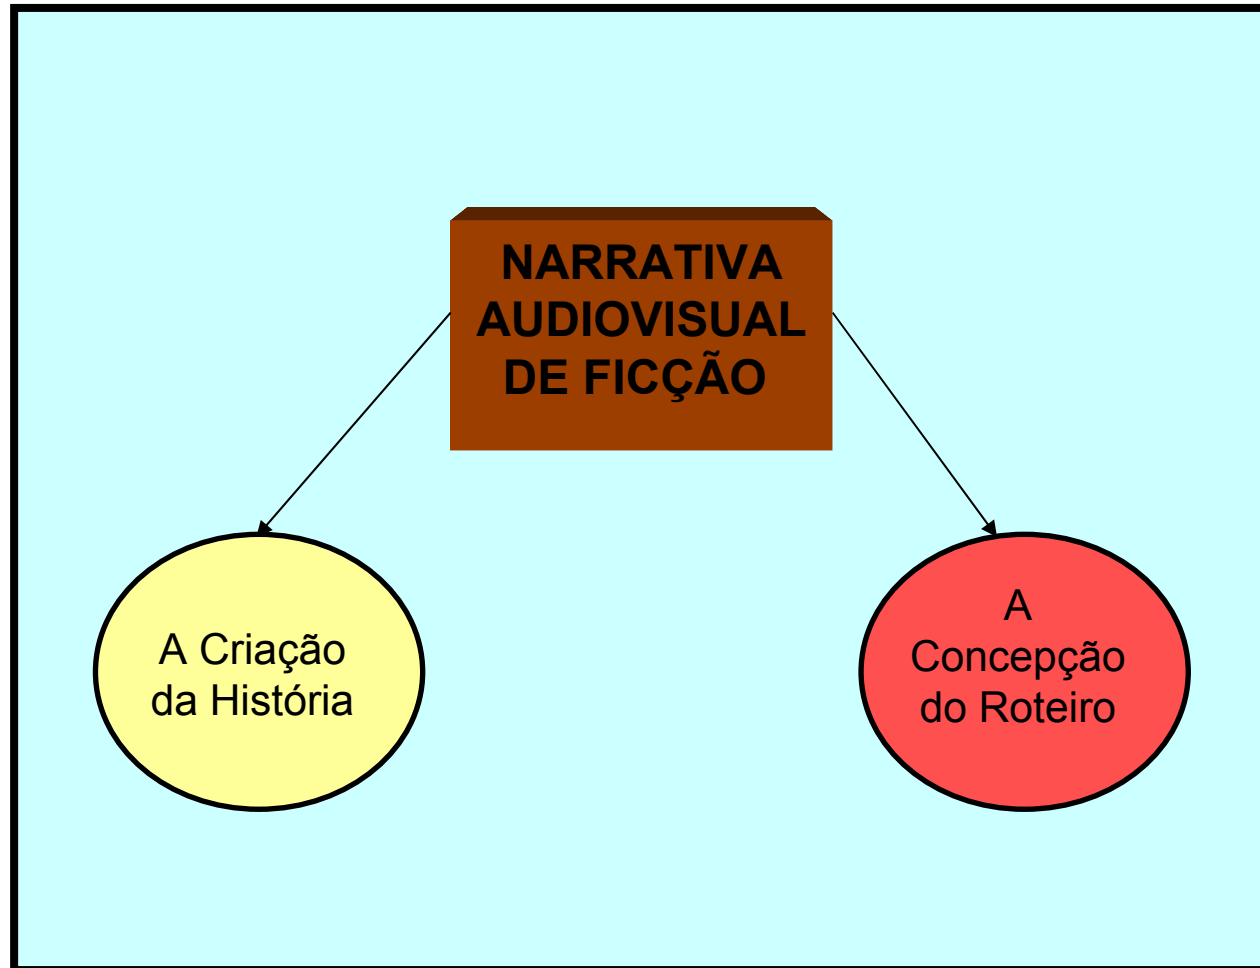 NARRATIVA
AUDIOVISUAL
DE FICÇÃO
A Criação
da História
A
Concepção
do Roteiro